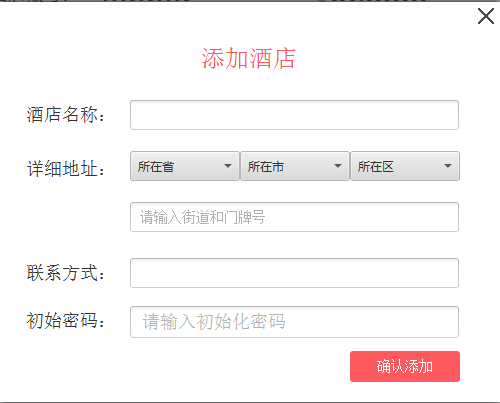 添加酒店
酒店名称：
详细地址： 所在省 所在市 所在区
请输入街道和门牌号
联系方式：
初始密码： 请输入初始化密码
确认添加